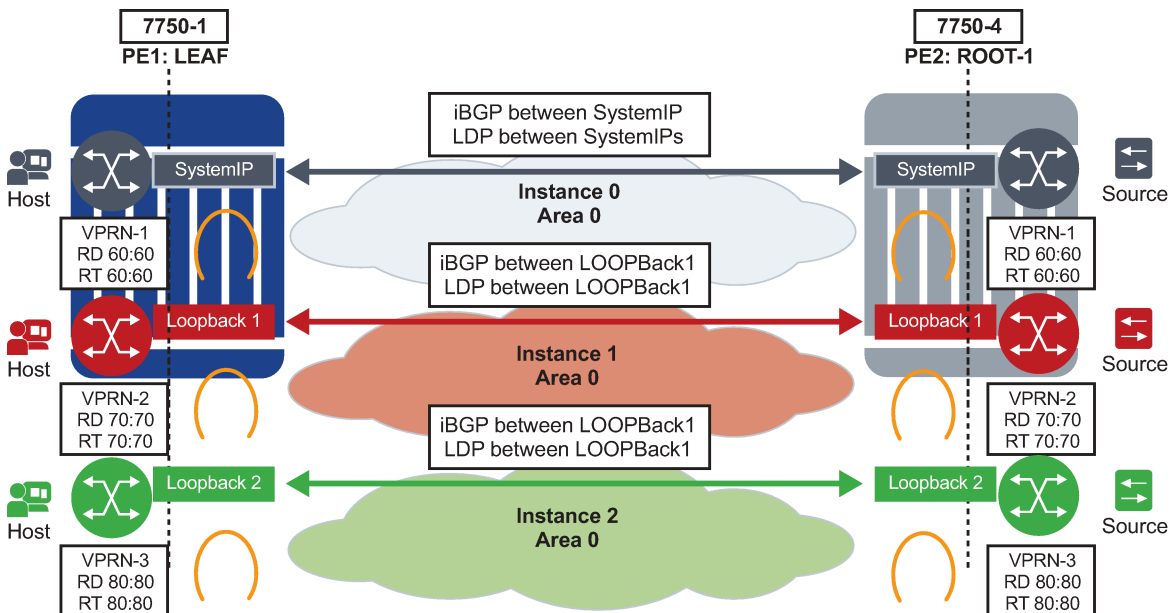 7750-1
PE1: LEAF
7750-4
PE2: ROOT-1
iBGP between SystemIP
LDP between SystemIPs
Host
SystemIP
Instance 0
Area 0
SystemIP
Source
VPRN-1
RD 60:60
RT 60:60
VPRN-1
RD 60:60
RT 60:60
iBGP between LOOPBack1
LDP between LOOPBack1
Host
Loopback 1
Instance 1
Area 0
Loopback 1
Source
VPRN-2
RD 70:70
RT 70:70
VPRN-2
RD 70:70
RT 70:70
iBGP between LOOPBack1
LDP between LOOPBack1
Host
Loopback 2
Instance 2
Area 0
Loopback 2
Source
VPRN-3
RD 80:80
RT 80:80
VPRN-3
RD 80:80
RT 80:80